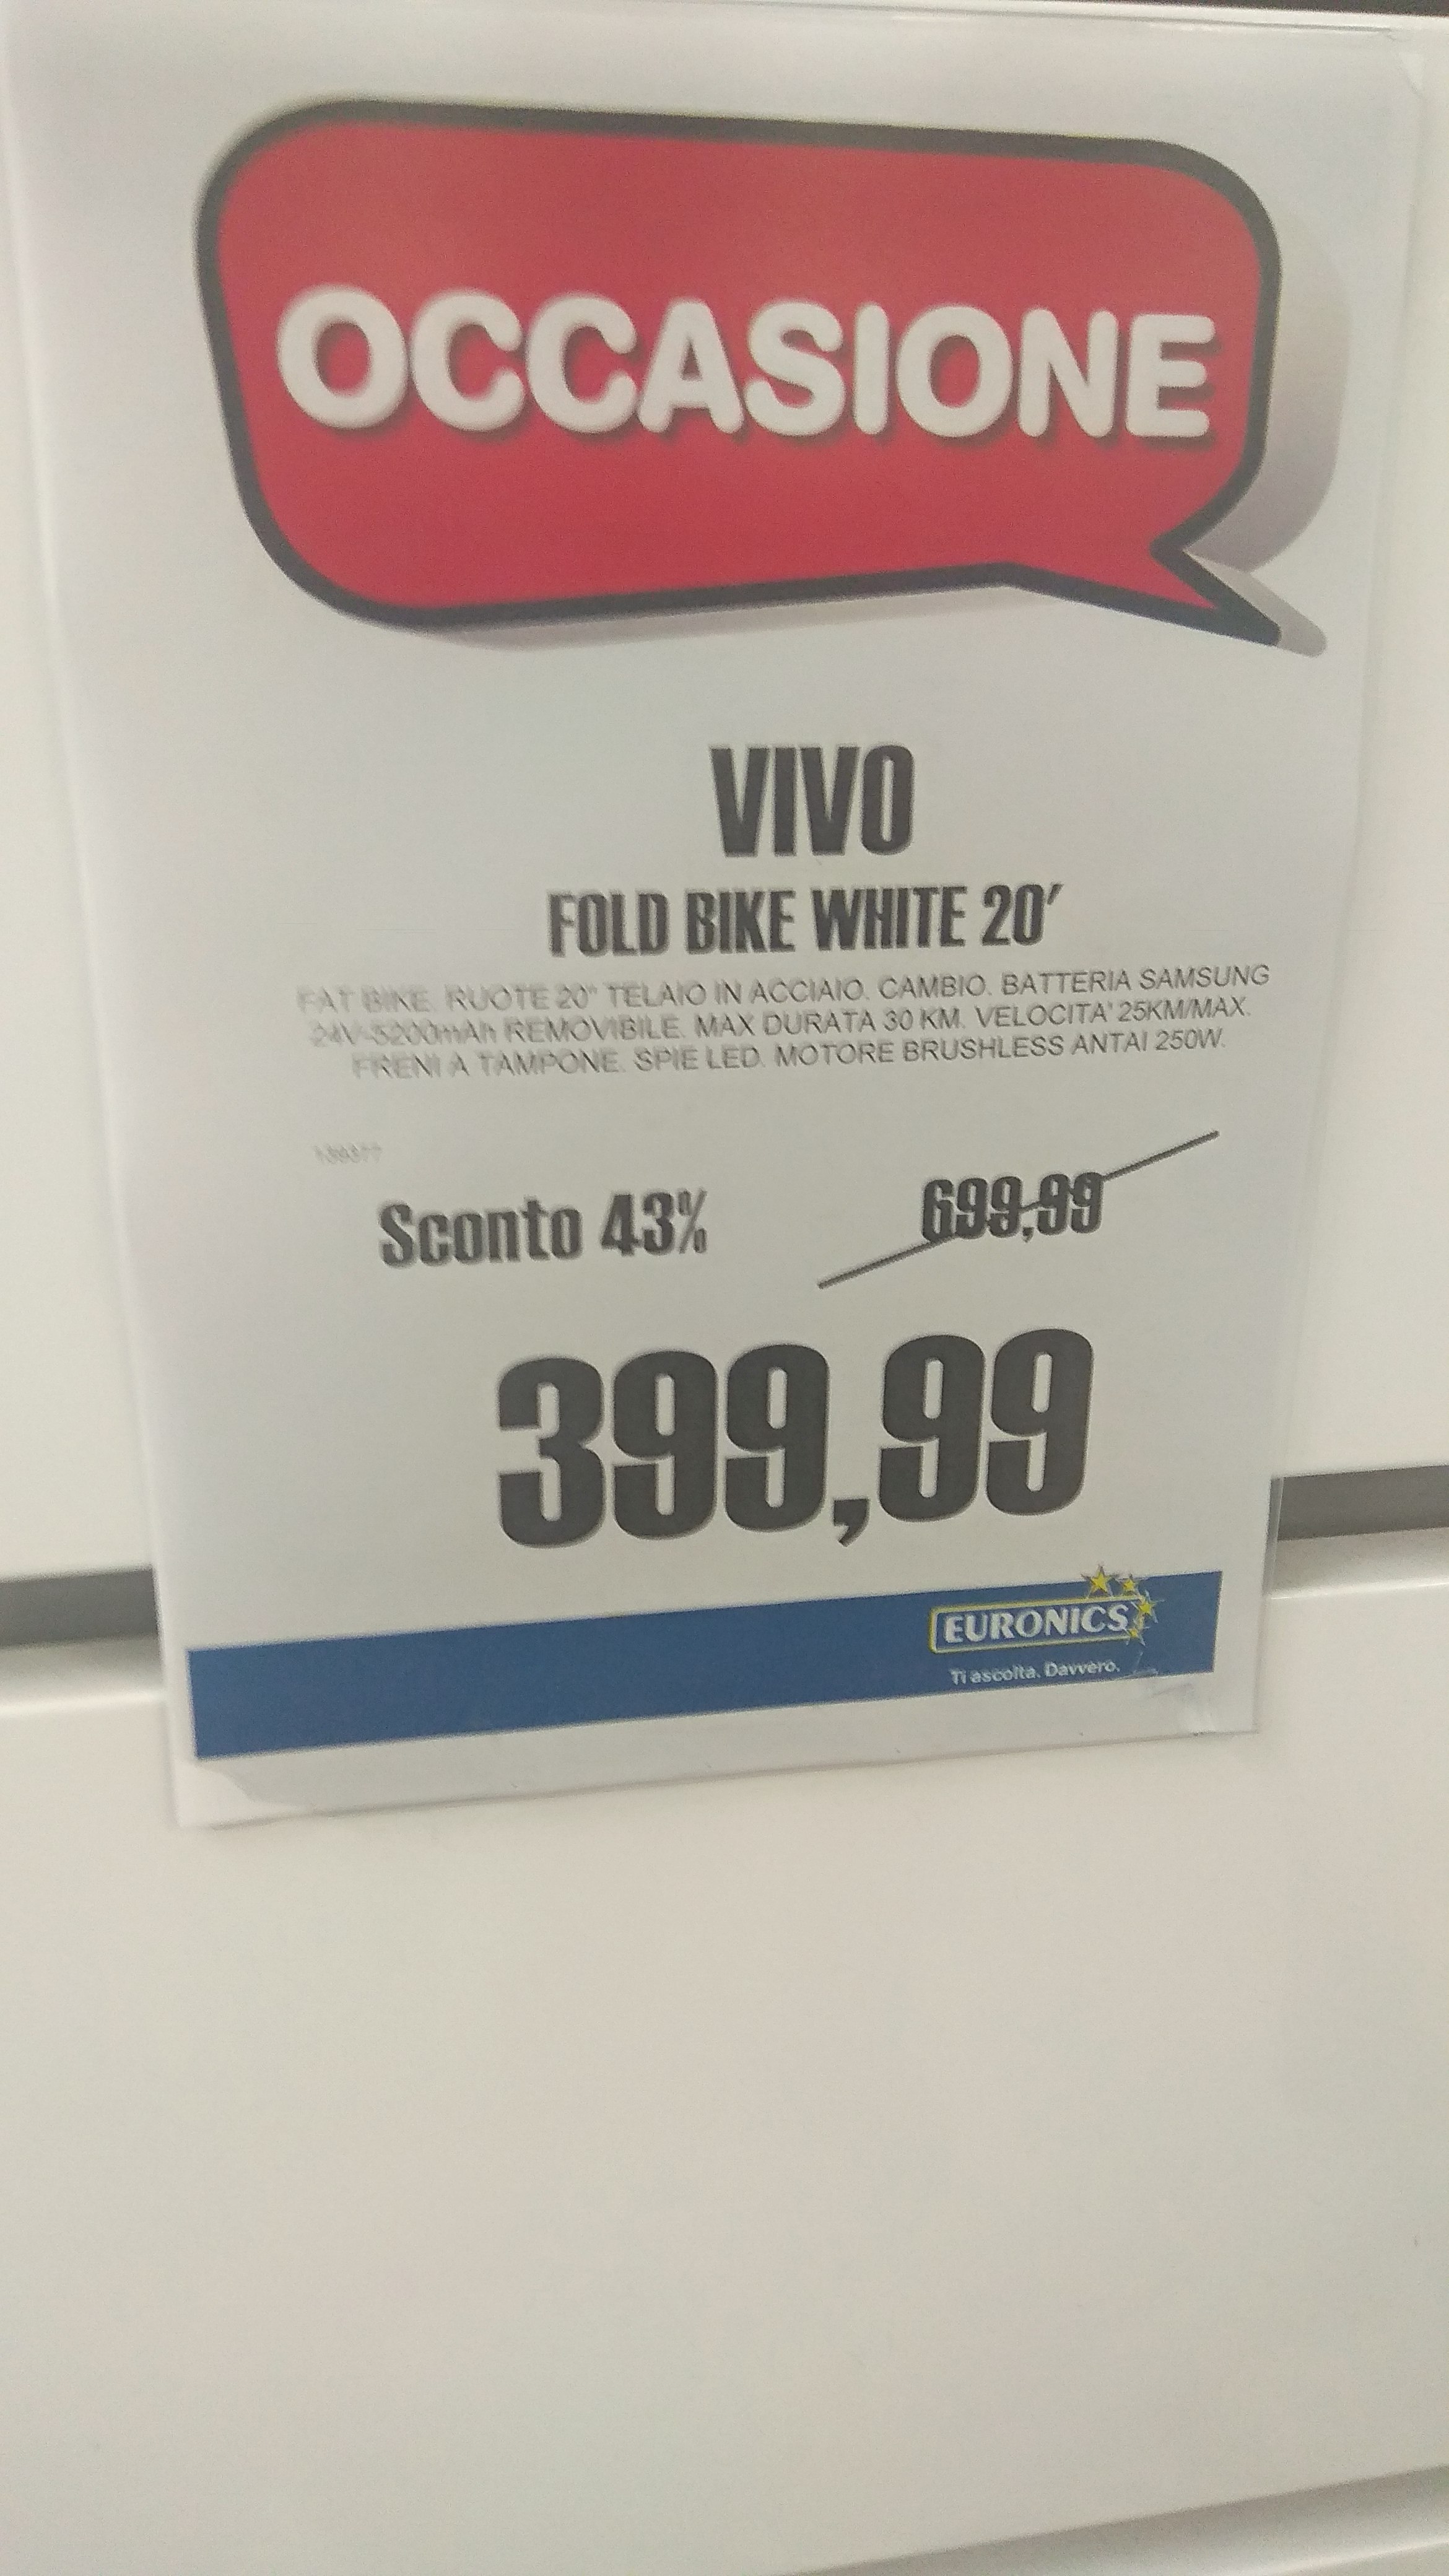 OCCASIONE
VIVO
FOLD BIKE WHITE 20'
FAT BIKE. RUOTE 20" TELAIO IN ACCIAIO. CAMBIO. BATTERIA SAMSUNG
24V-5200mAh REMOVIBILE. MAX DURATA 30 KM. VELOCITA' 25KM/MAX.
FRENI A TAMPONE. SPIE LED. MOTORE BRUSHLESS ANTAI 250W.
Sconto 43% 699,99
399,99
EURONICS
Ti ascolta. Davvero.